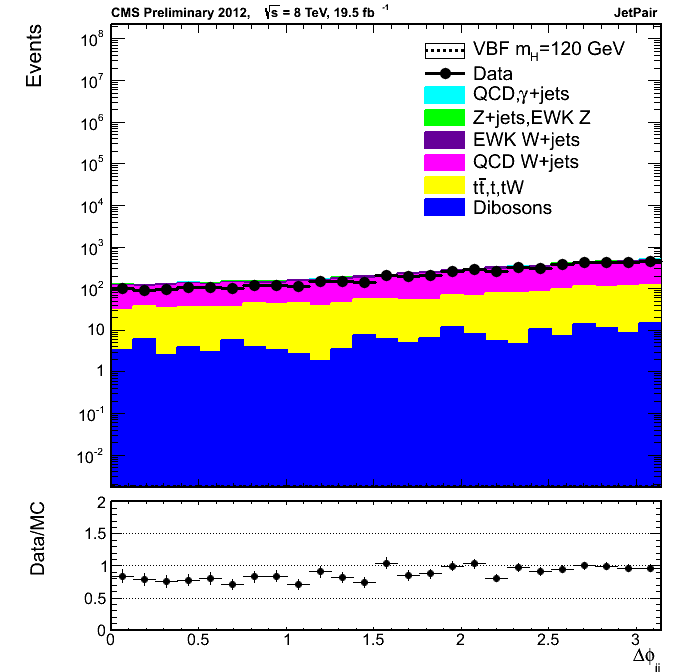 CMS Preliminary 2012, √s = 8 TeV, 19.5 fb⁻¹ JetPair
Events
10⁸
10⁷
10⁶
10⁵
10⁴
10³
10²
10
1
10⁻¹
10⁻²
VBF m_H=120 GeV
Data
QCD,γ+jets
Z+jets,EWK Z
EWK W+jets
QCD W+jets
tt̄,t,tW
Dibosons
Data/MC
2
1.5
1
0.5
0
0 0.5 1 1.5 2 2.5 3
Δϕ_jj